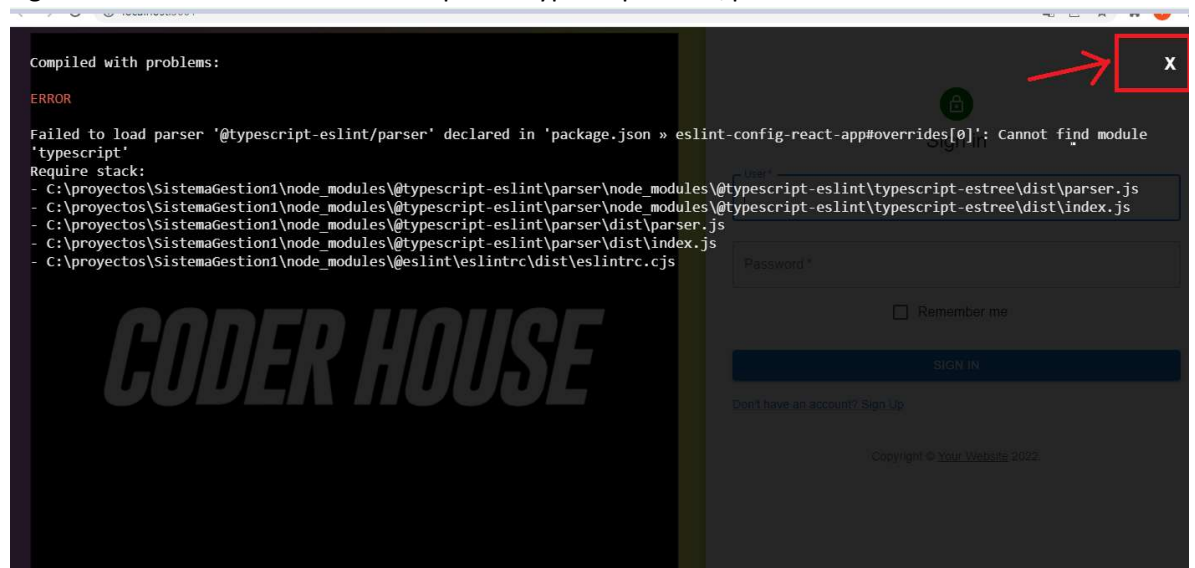 Compiled with problems:
X
ERROR
Failed to load parser '@typescript-eslint/parser' declared in 'package.json » eslint-config-react-app#overrides[0]': Cannot find module
'typescript'
Require stack:
- C:\proyectos\SistemaGestion1\node_modules\@typescript-eslint\parser\node_modules\@typescript-eslint\typescript-estree\dist\parser.js
- C:\proyectos\SistemaGestion1\node_modules\@typescript-eslint\parser\node_modules\@typescript-eslint\typescript-estree\dist\index.js
- C:\proyectos\SistemaGestion1\node_modules\@typescript-eslint\parser\dist\parser.js
- C:\proyectos\SistemaGestion1\node_modules\@typescript-eslint\parser\dist\index.js
- C:\proyectos\SistemaGestion1\node_modules\@eslint\eslintrc\dist\eslintrc.cjs
CODER HOUSE
Sign in
User *
Password *
Remember me
SIGN IN
Don't have an account? Sign Up
Copyright © Your Website 2022.